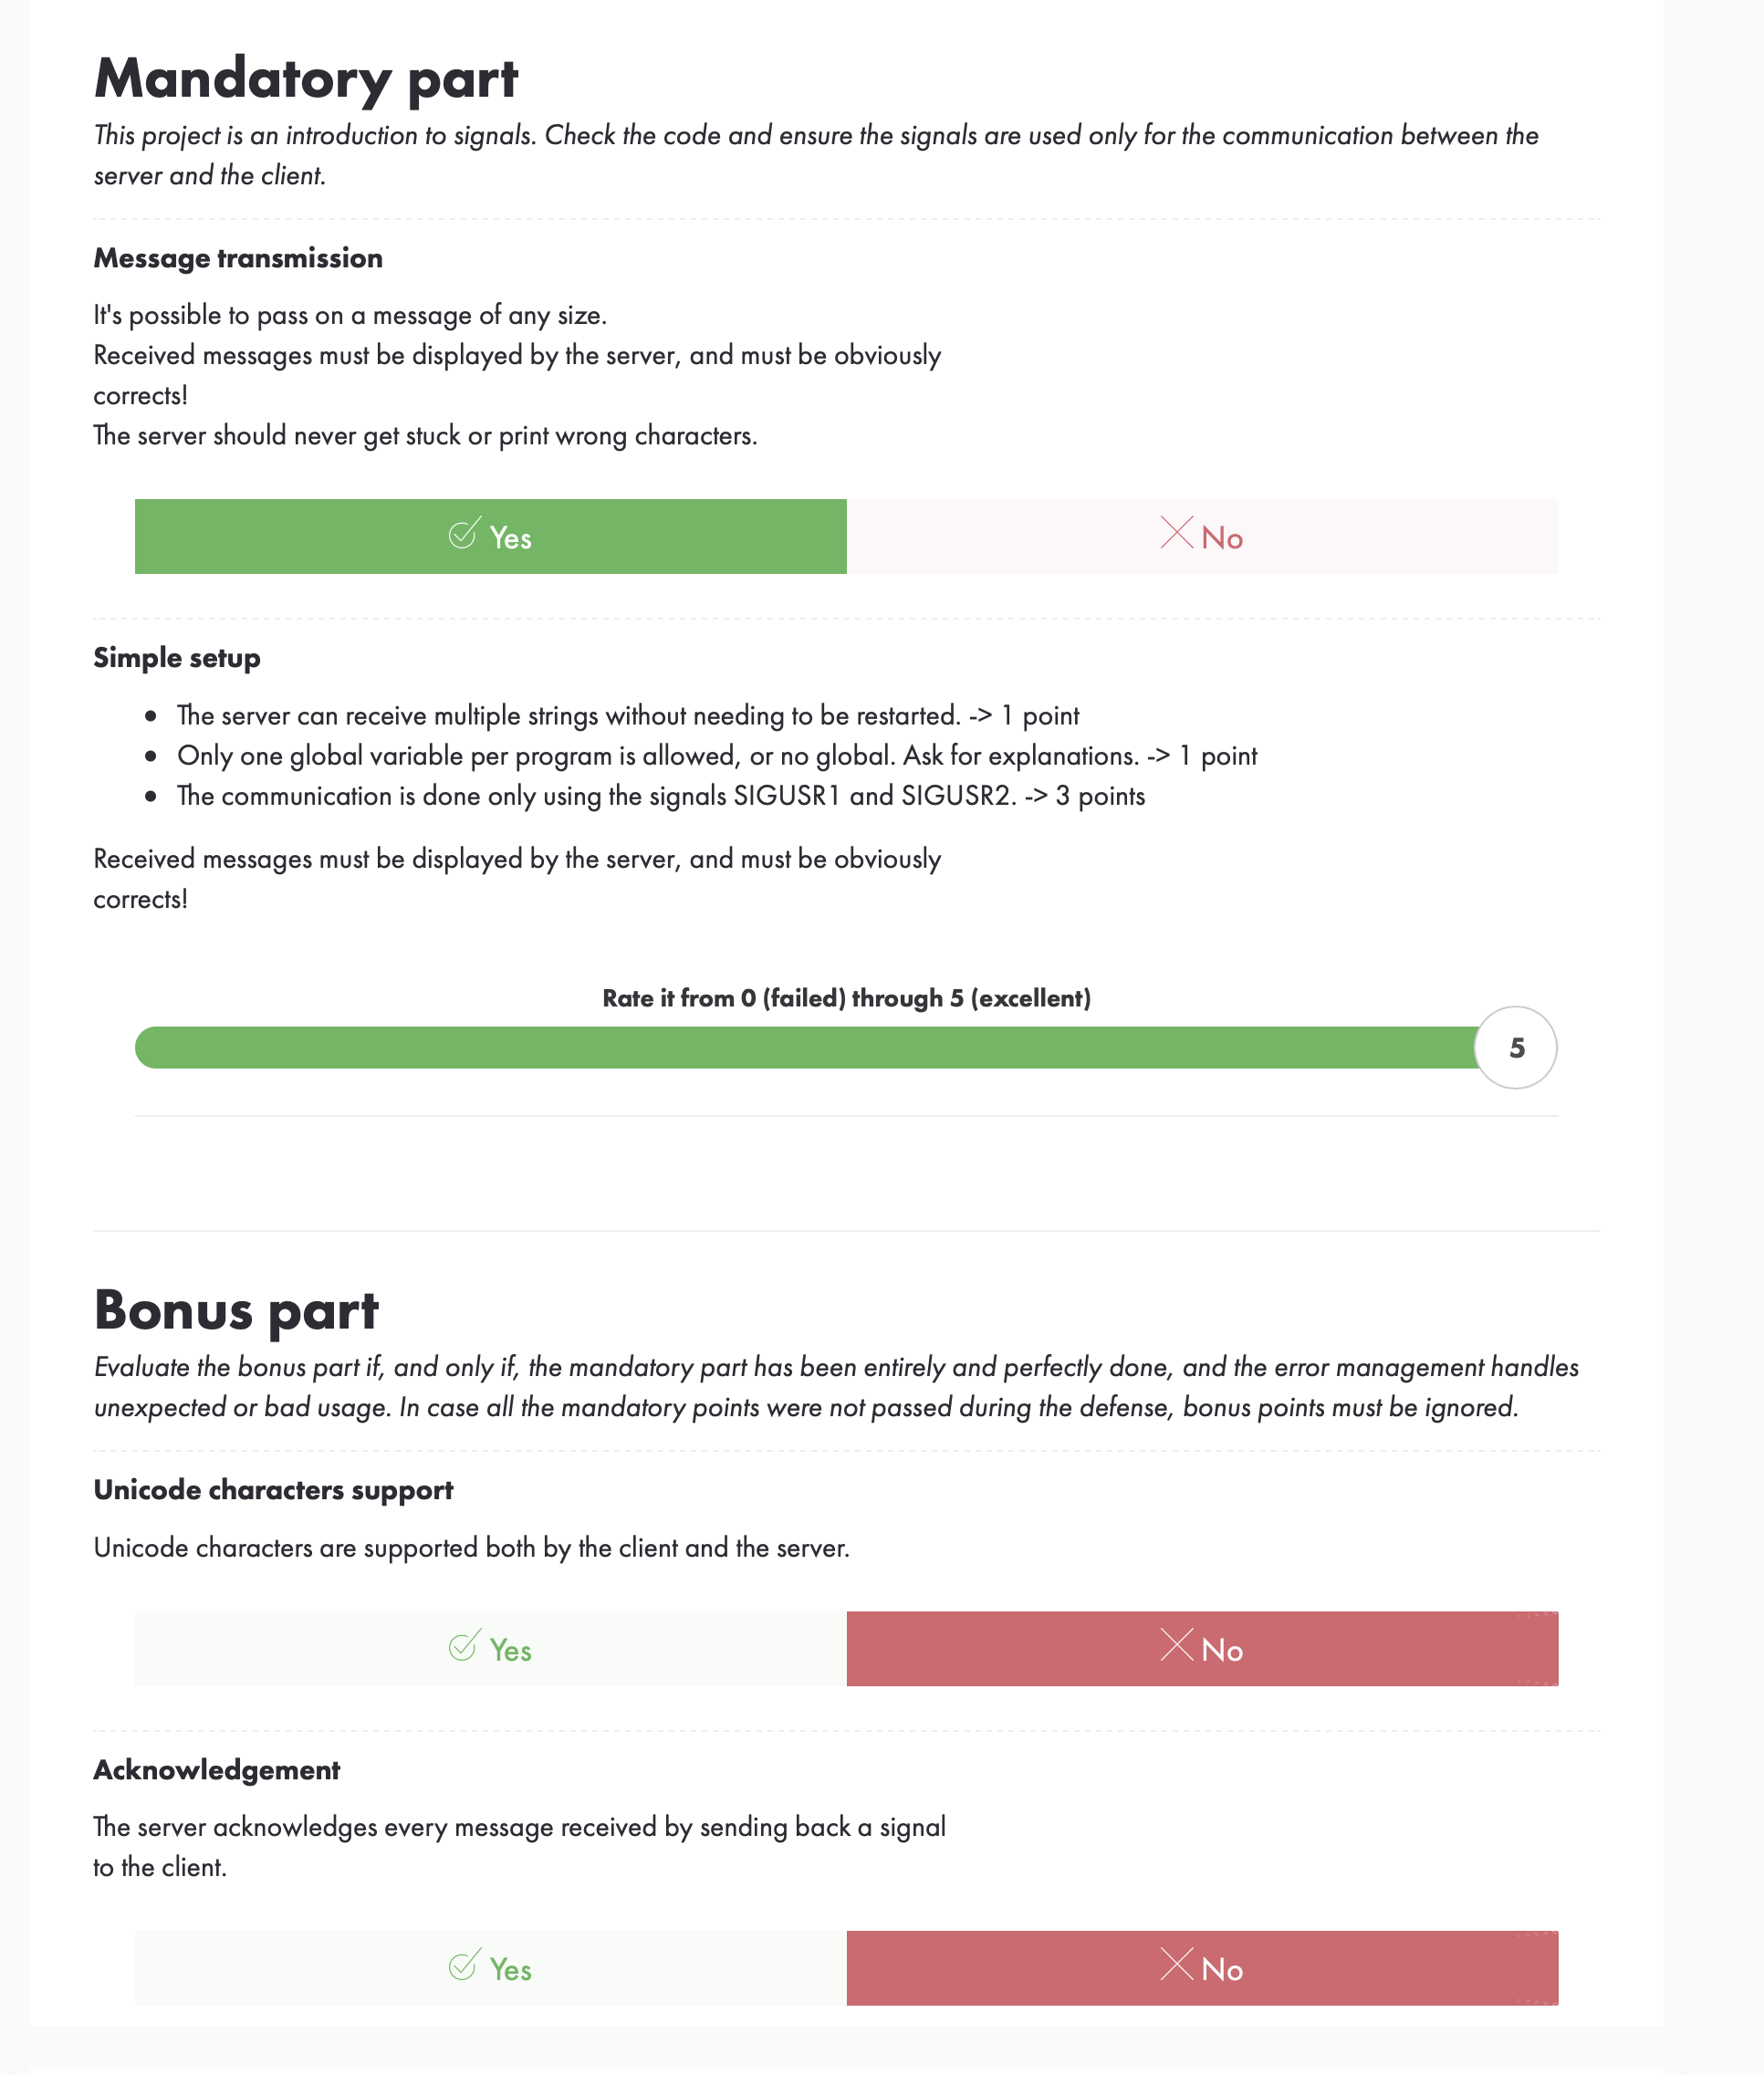 Mandatory part
This project is an introduction to signals. Check the code and ensure the signals are used only for the communication between the
server and the client.
Message transmission
It's possible to pass on a message of any size.
Received messages must be displayed by the server, and must be obviously
corrects!
The server should never get stuck or print wrong characters.
Yes
No
Simple setup
• The server can receive multiple strings without needing to be restarted. -> 1 point
• Only one global variable per program is allowed, or no global. Ask for explanations. -> 1 point
• The communication is done only using the signals SIGUSR1 and SIGUSR2. -> 3 points
Received messages must be displayed by the server, and must be obviously
corrects!
Rate it from 0 (failed) through 5 (excellent)
5
Bonus part
Evaluate the bonus part if, and only if, the mandatory part has been entirely and perfectly done, and the error management handles
unexpected or bad usage. In case all the mandatory points were not passed during the defense, bonus points must be ignored.
Unicode characters support
Unicode characters are supported both by the client and the server.
Yes
No
Acknowledgement
The server acknowledges every message received by sending back a signal
to the client.
Yes
No